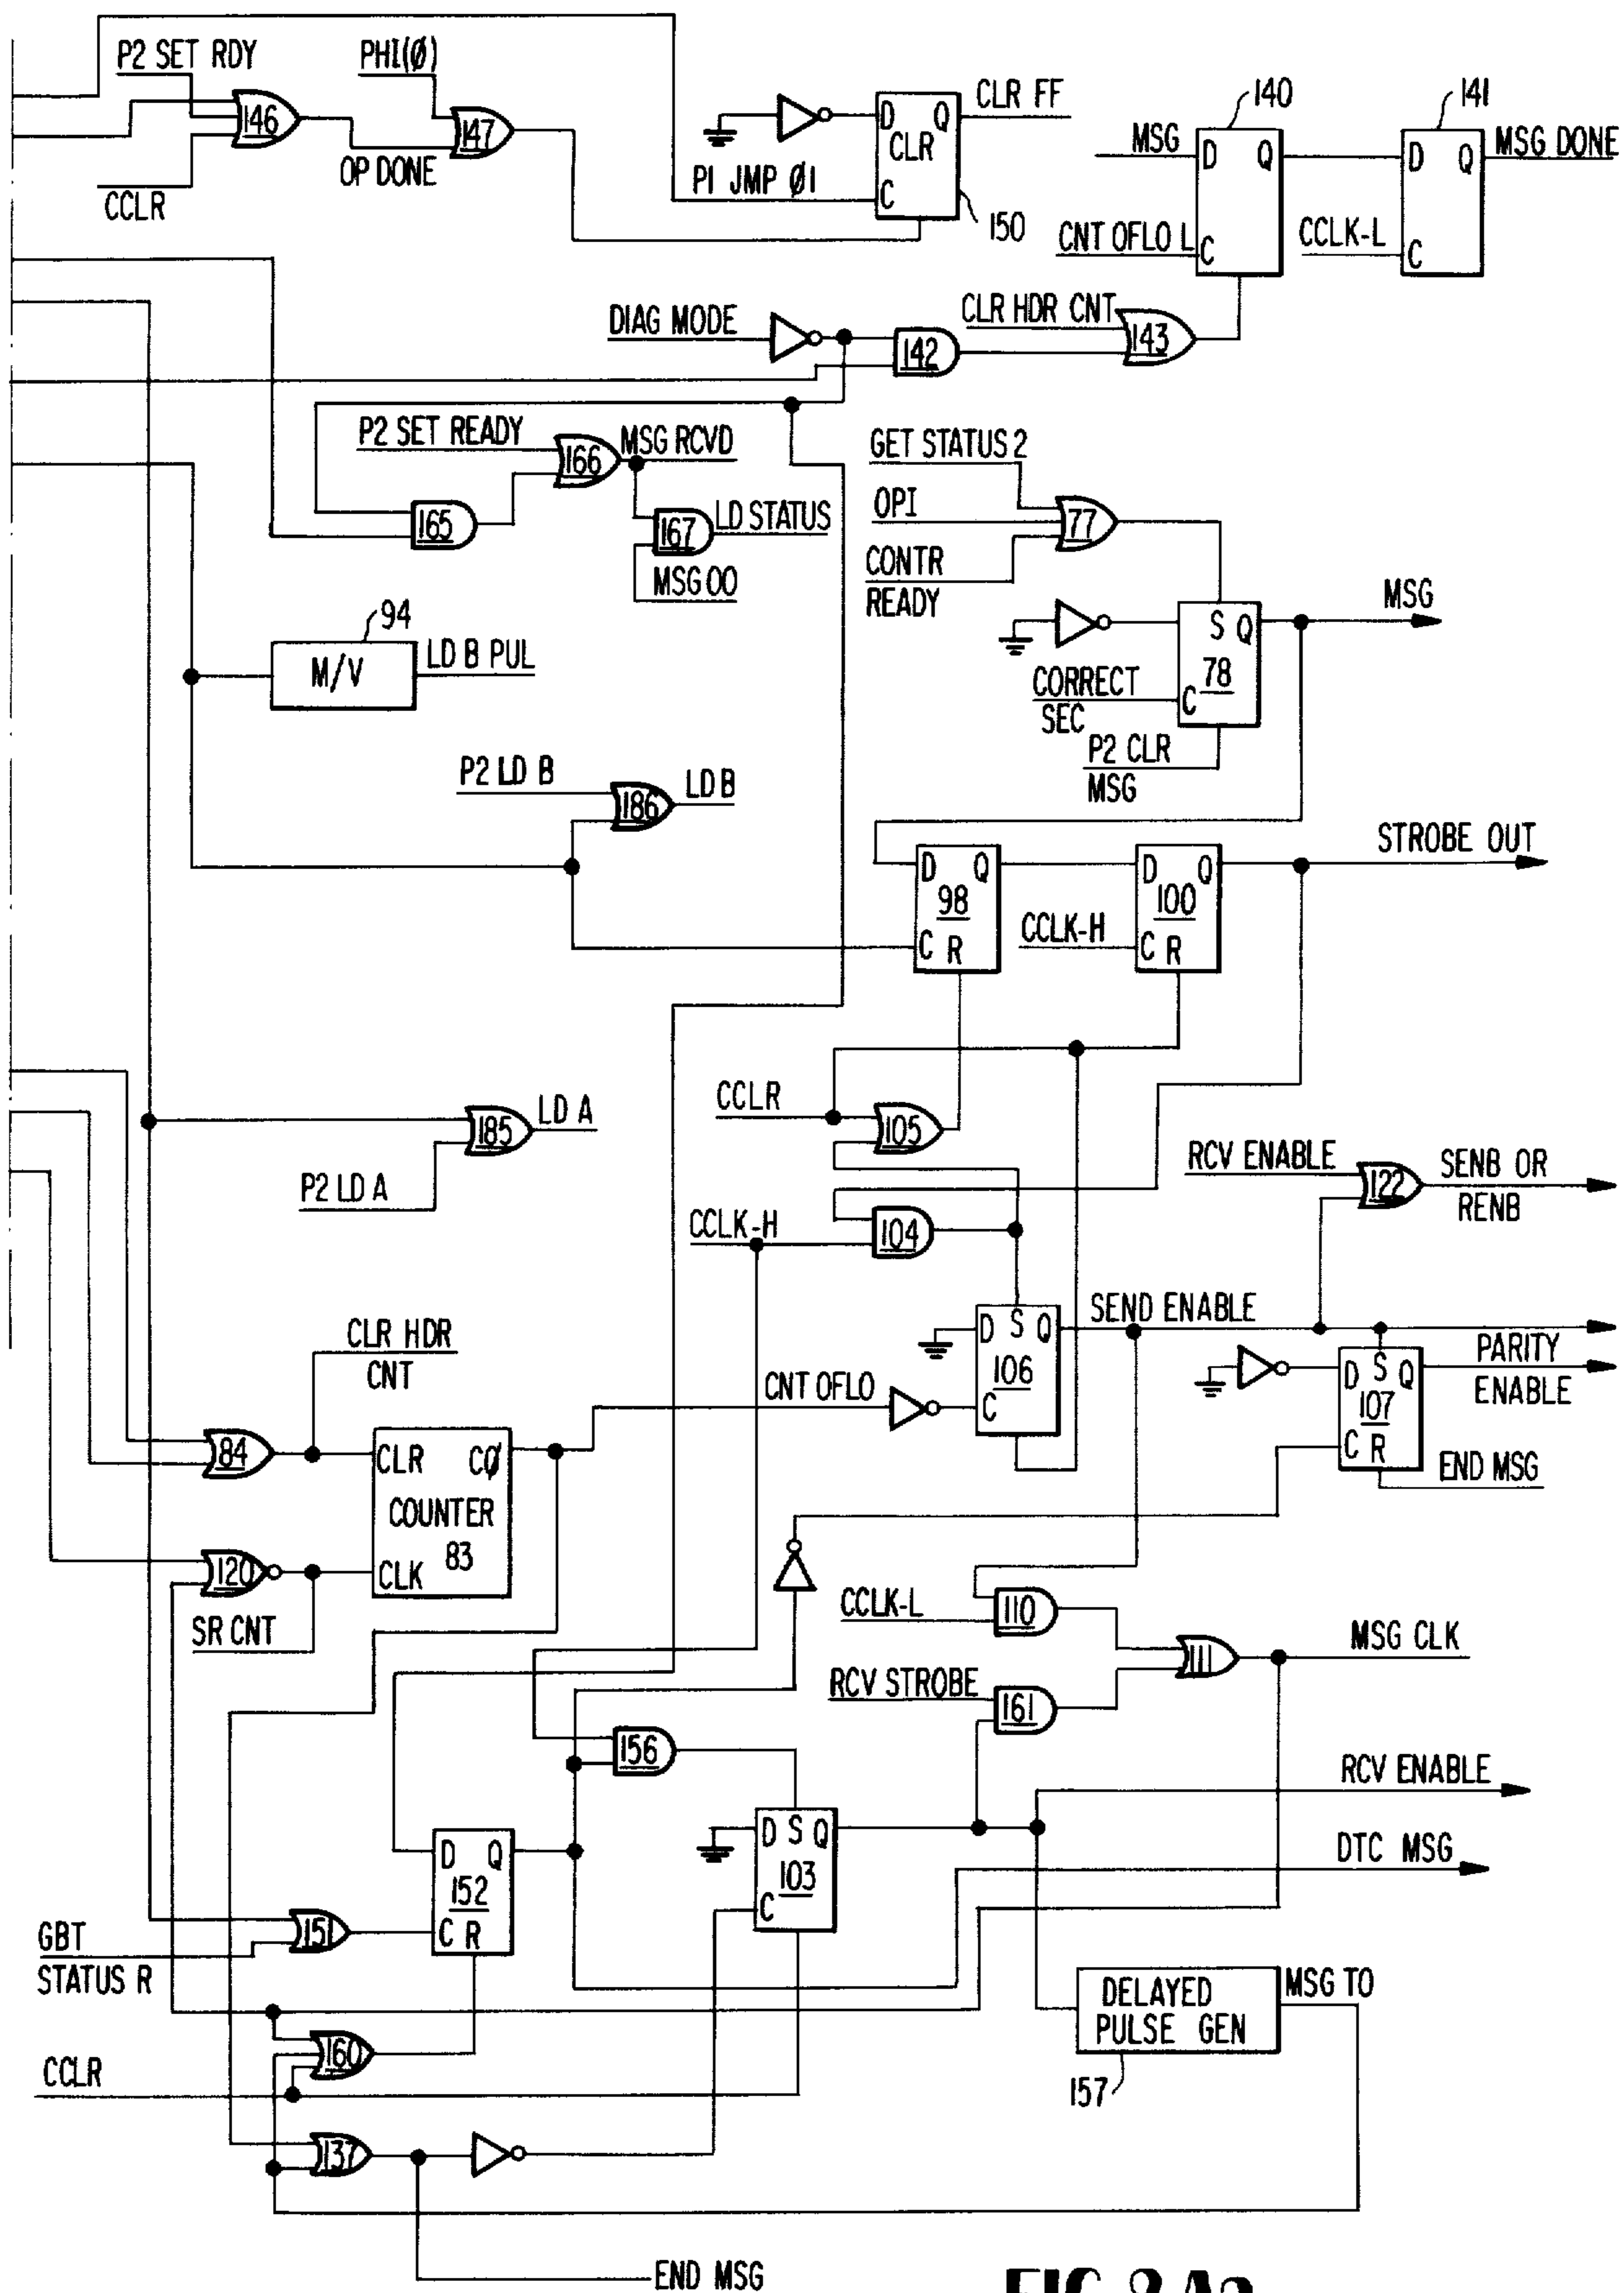 P2 SET RDY
PHI(Ø)
146
147
OP DONE
CCLR
D Q
CLR
C
CLR FF
P1 JMP Ø1
150
140
141
MSG
D Q
D Q
MSG DONE
CNT OFLO L
C
CCLK-L
C
DIAG MODE
142
CLR HDR CNT
143
P2 SET READY
166
MSG RCVD
165
167
LD STATUS
MSG 00
GET STATUS 2
OPI
77
CONTR
READY
94
M/V
LD B PUL
S Q
78
C
MSG
CORRECT
SEC
P2 CLR
MSG
P2 LD B
186
LD B
D Q
98
C R
D Q
100
C R
STROBE OUT
CCLK-H
CCLR
105
185
LD A
P2 LD A
RCV ENABLE
122
SENB OR
RENB
CCLK-H
104
D S Q
106
C
SEND ENABLE
CLR HDR
CNT
CNT OFLO
PARITY
ENABLE
D S Q
107
C R
END MSG
84
CLR CØ
COUNTER
83
CLK
120
SR CNT
CCLK-L
110
111
MSG CLK
RCV STROBE
161
156
RCV ENABLE
D S Q
103
C
DTC MSG
D Q
152
C R
151
GBT
STATUS R
DELAYED
PULSE GEN
MSG TO
157
160
CCLR
137
END MSG
FIG. 2A2